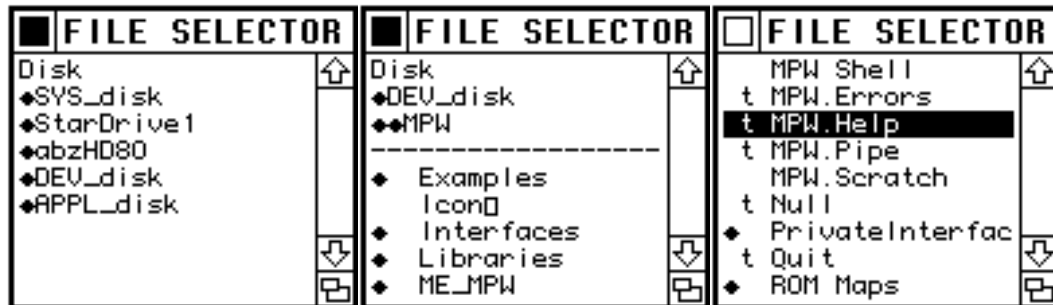 FILE SELECTOR
Disk
◆SYS_disk
◆StarDrive1
◆abzHD80
◆DEV_disk
◆APPL_disk
FILE SELECTOR
Disk
◆DEV_disk
◆◆MPW
------------------
◆ Examples
Icon▯
◆ Interfaces
◆ Libraries
◆ ME_MPW
FILE SELECTOR
MPW Shell
t MPW.Errors
t MPW.Help
t MPW.Pipe
MPW.Scratch
t Null
◆ PrivateInterfac
t Quit
◆ ROM Maps